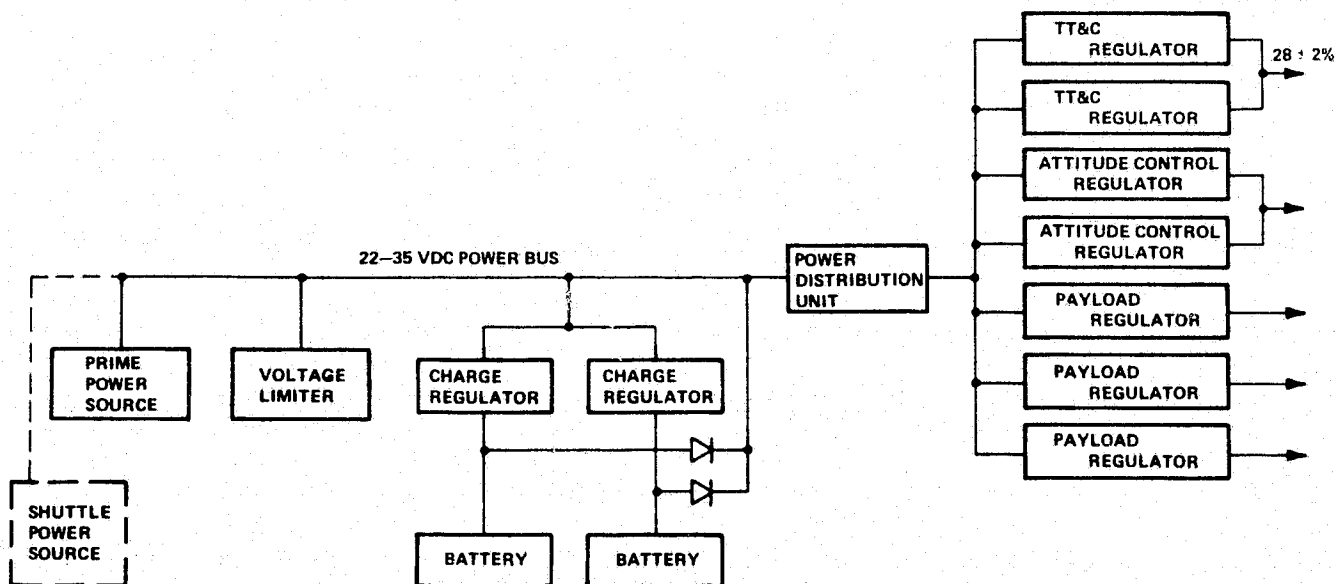 TT&C
REGULATOR
28 ± 2%
TT&C
REGULATOR
ATTITUDE CONTROL
REGULATOR
ATTITUDE CONTROL
REGULATOR
22–35 VDC POWER BUS
POWER
DISTRIBUTION
UNIT
PAYLOAD
REGULATOR
PRIME
POWER
SOURCE
VOLTAGE
LIMITER
CHARGE
REGULATOR
CHARGE
REGULATOR
PAYLOAD
REGULATOR
PAYLOAD
REGULATOR
SHUTTLE
POWER
SOURCE
BATTERY
BATTERY